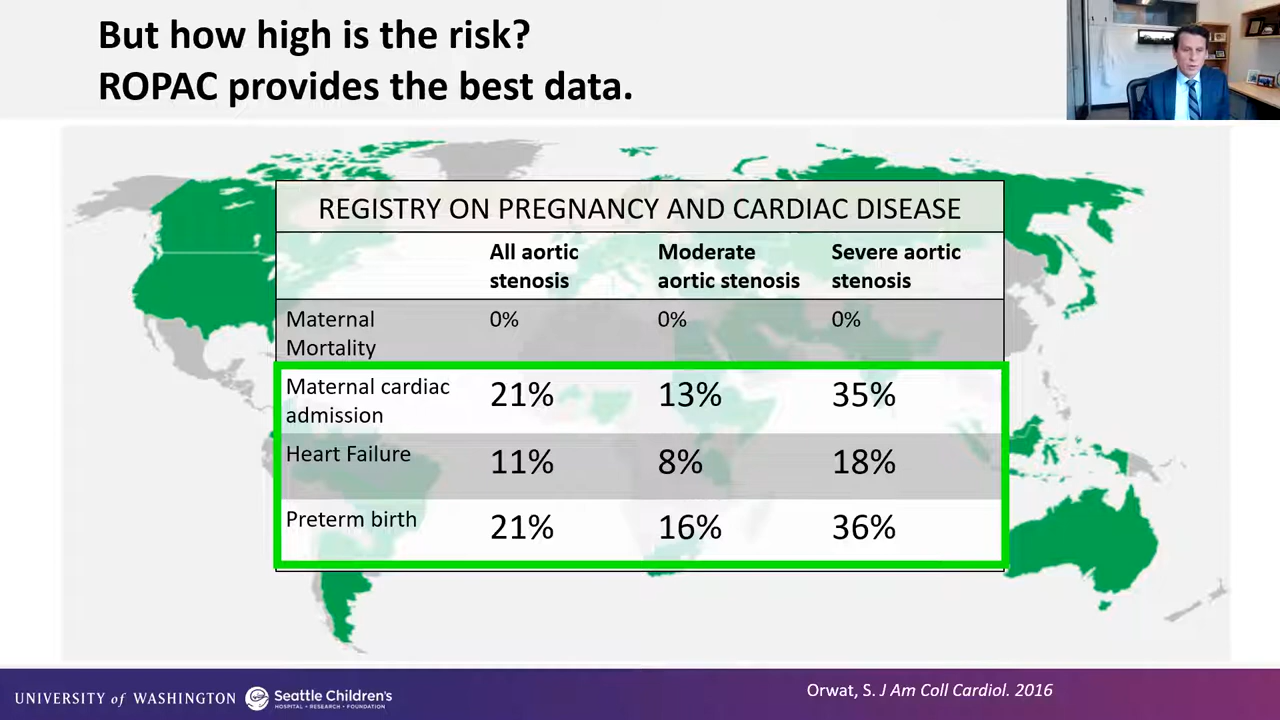 But how high is the risk?
ROPAC provides the best data.
REGISTRY ON PREGNANCY AND CARDIAC DISEASE
All aortic stenosis
Moderate aortic stenosis
Severe aortic stenosis
Maternal Mortality
0%
0%
0%
Maternal cardiac admission
21%
13%
35%
Heart Failure
11%
8%
18%
Preterm birth
21%
16%
36%
UNIVERSITY of WASHINGTON
Seattle Children's
HOSPITAL • RESEARCH • FOUNDATION
Orwat, S. J Am Coll Cardiol. 2016